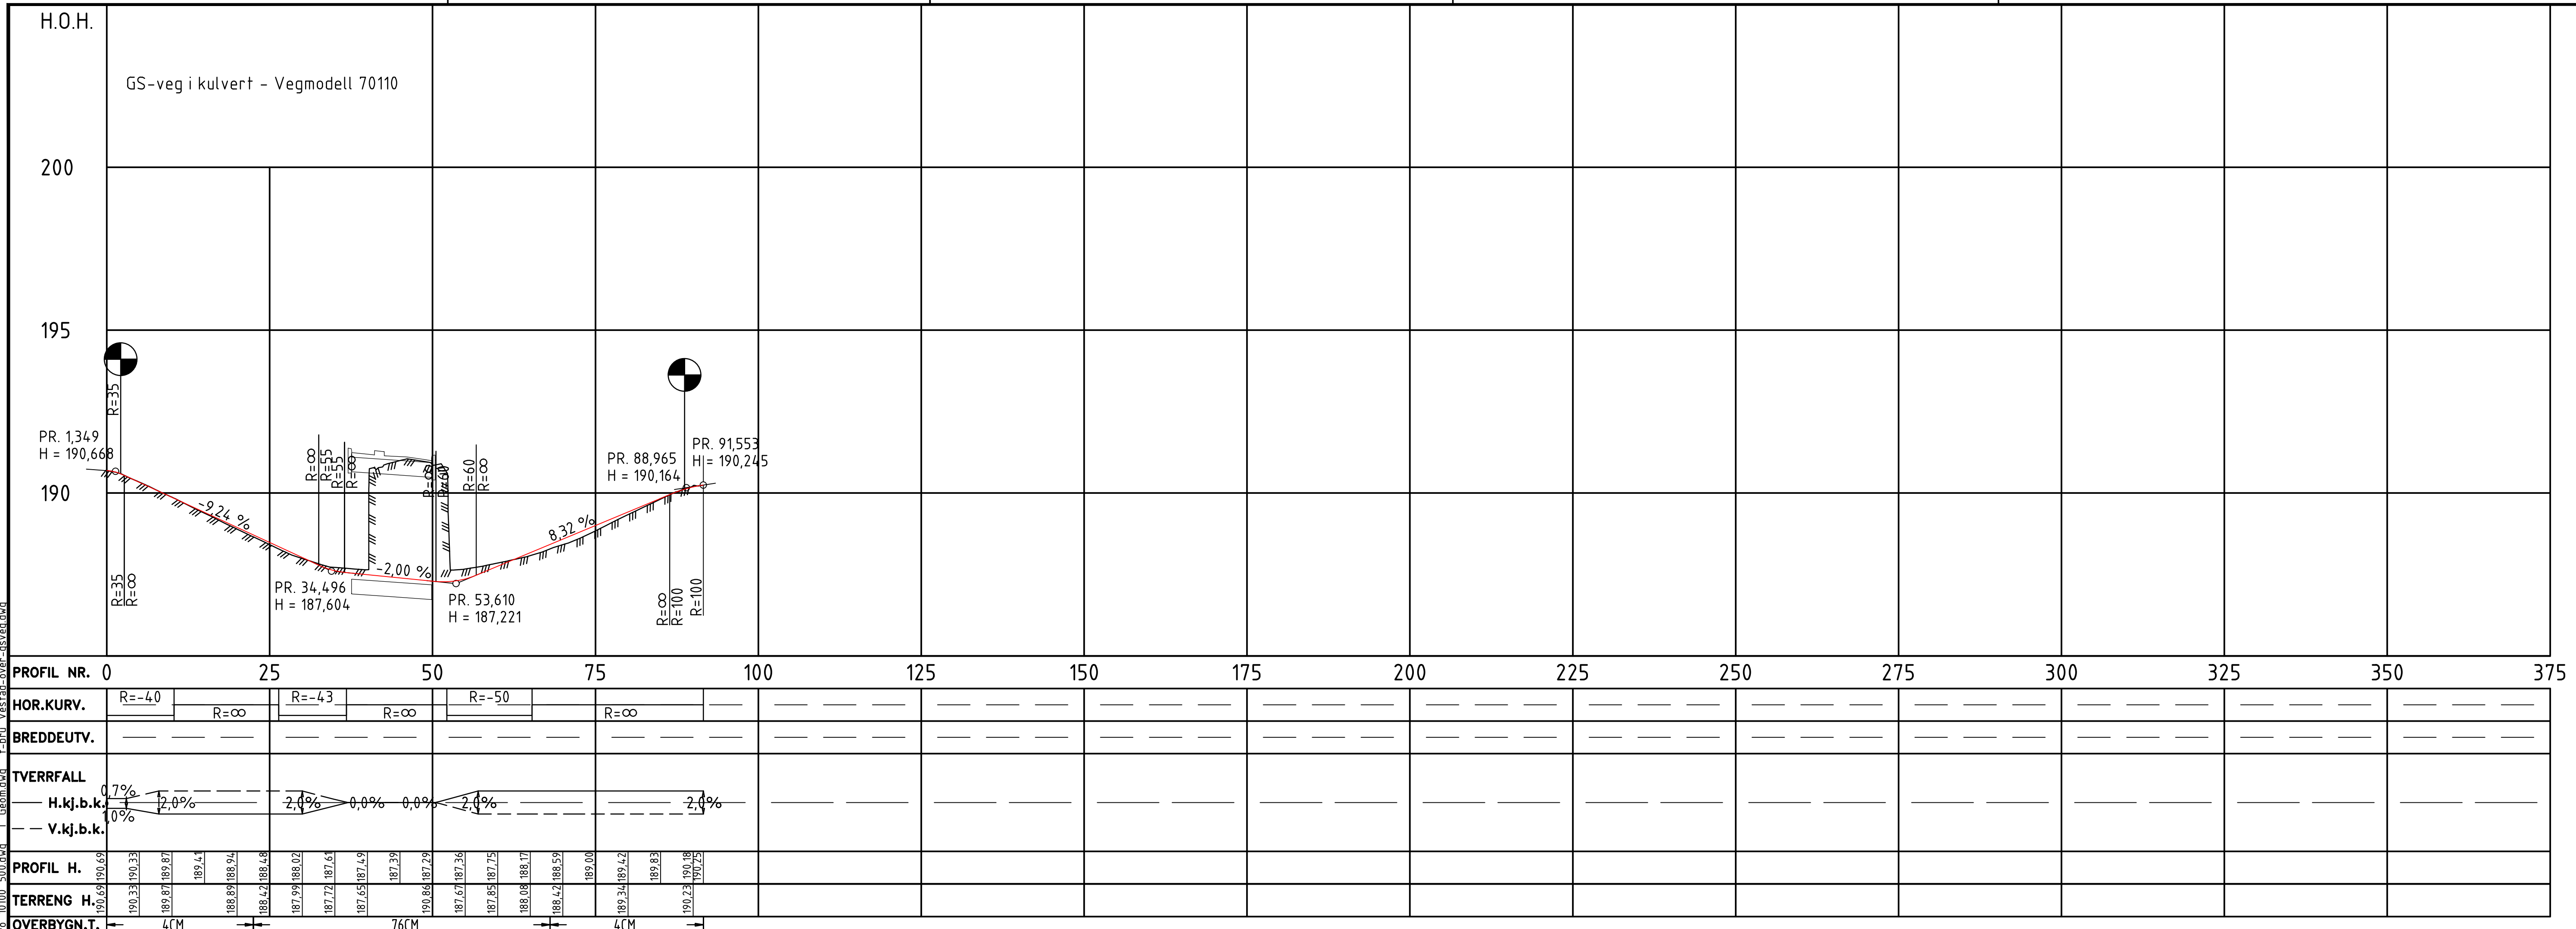 H.O.H.
GS-veg i kulvert - Vegmodell 70110
200
195
190
R=35
PR. 1,349
H = 190,668
R=35
R=∞
-9,24 %
R=∞
R=55
R=55
R=∞
PR. 34,496
H = 187,604
-2,00 %
R=∞
R=60
R=60
R=∞
PR. 53,610
H = 187,221
8,32 %
PR. 88,965
H = 190,164
PR. 91,553
H = 190,245
R=∞
R=100
R=100
PROFIL NR. 0 25 50 75 100 125 150 175 200 225 250 275 300 325 350 375
HOR.KURV. R=-40 R=∞ R=-43 R=∞ R=-50 R=∞
BREDDEUTV.
TVERRFALL
0,7% 2,0% 2,0% 0,0% 0,0% 2,0% 2,0%
H.kj.b.k.
1,0%
V.kj.b.k.
PROFIL H. 190,69 190,33 189,87 189,41 188,94 188,48 188,02 187,61 187,49 187,39 187,29 187,36 187,75 188,17 188,59 189,00 189,42 189,83 190,18 190,25
TERRENG H. 190,69 190,33 189,87 188,89 188,42 187,99 187,72 187,65 190,86 187,67 187,85 188,08 188,42 189,34 190,23
OVERBYGN.T. 4CM 76CM 4CM